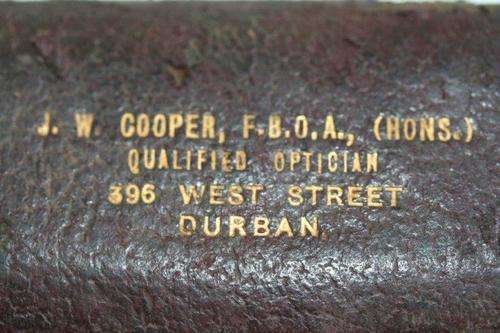 J. W. COOPER, F.B.O.A., (HONS.)
QUALIFIED OPTICIAN
396 WEST STREET
DURBAN.